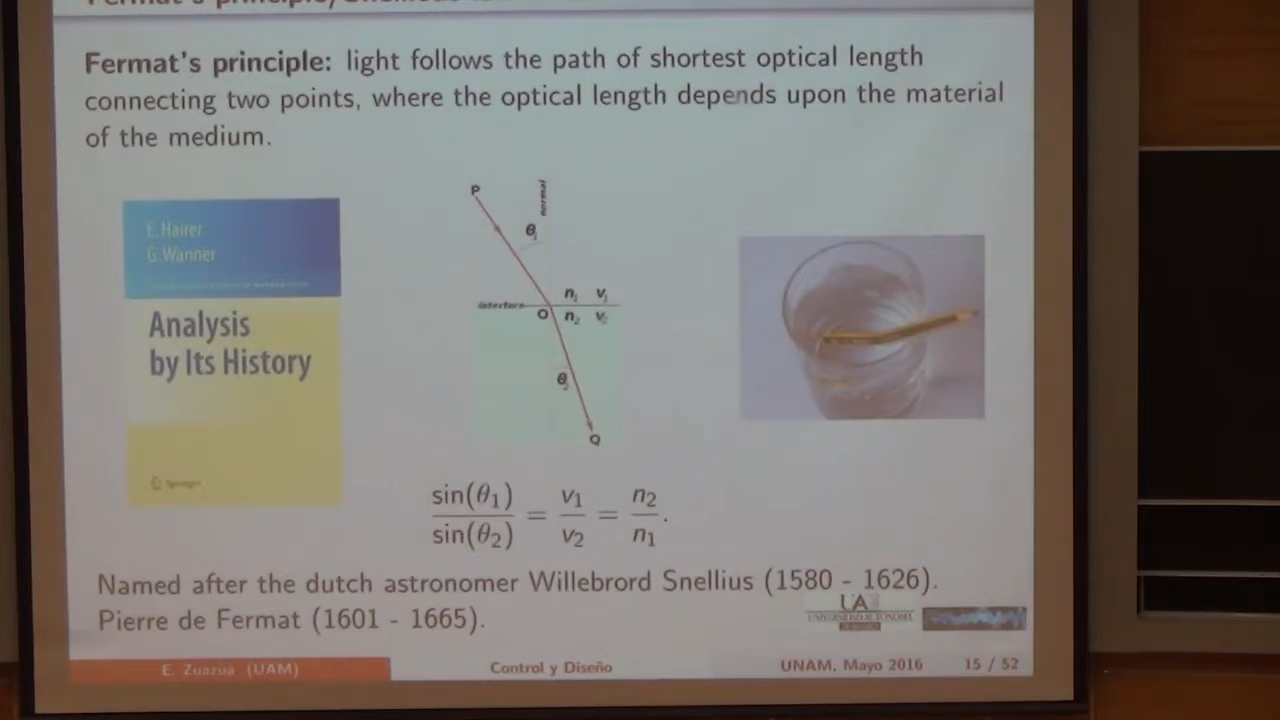 Fermat's principle: light follows the path of shortest optical length
connecting two points, where the optical length depends upon the material
of the medium.
E. Hairer
G. Wanner
Analysis
by Its History
Springer
P
normal
θ1
interface
n1 v1
O n2 v2
θ2
Q
sin(θ1) / sin(θ2) = v1 / v2 = n2 / n1.
Named after the dutch astronomer Willebrord Snellius (1580 - 1626).
Pierre de Fermat (1601 - 1665).
UNIVERSIDAD AUTONOMA
E. Zuazua (UAM)
Control y Diseño
UNAM, Mayo 2016
15 / 52